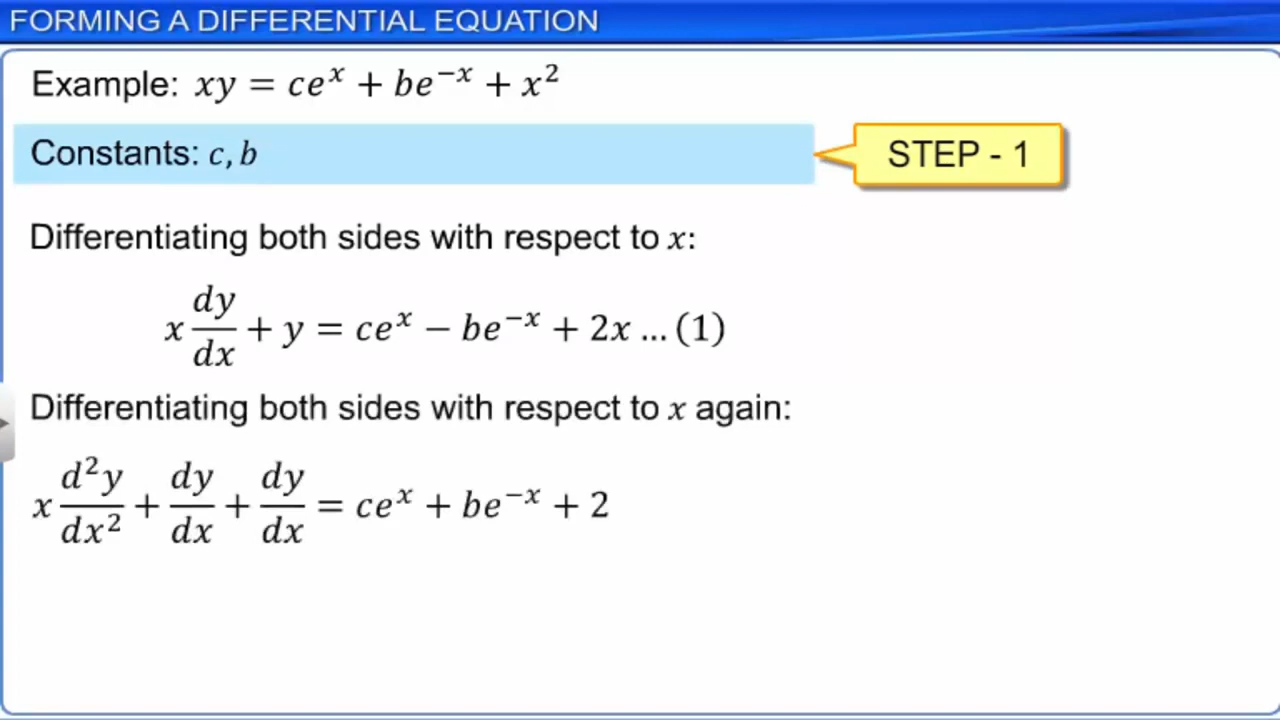 FORMING A DIFFERENTIAL EQUATION
Example: xy = ce^x + be^−x + x^2
Constants: c, b
STEP - 1
Differentiating both sides with respect to x:
x dy/dx + y = ce^x − be^−x + 2x ... (1)
Differentiating both sides with respect to x again:
x d^2y/dx^2 + dy/dx + dy/dx = ce^x + be^−x + 2